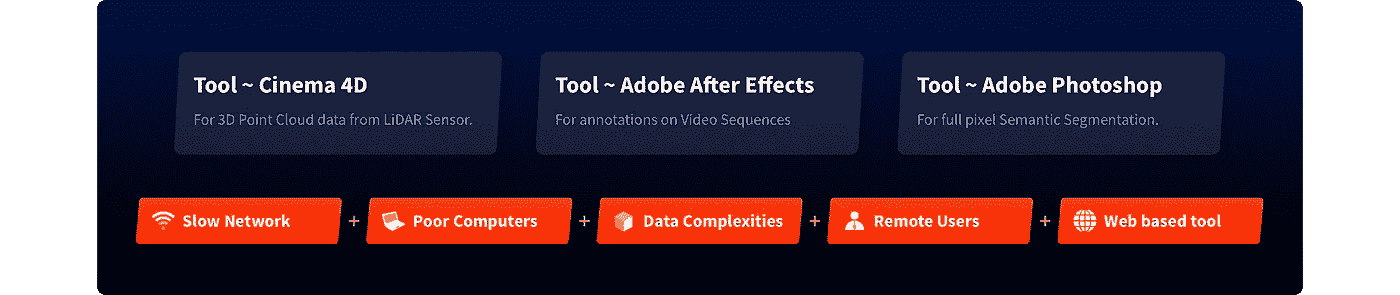 Tool ~ Cinema 4D
For 3D Point Cloud data from LiDAR Sensor.
Tool ~ Adobe After Effects
For annotations on Video Sequences
Tool ~ Adobe Photoshop
For full pixel Semantic Segmentation.
Slow Network + Poor Computers + Data Complexities + Remote Users + Web based tool